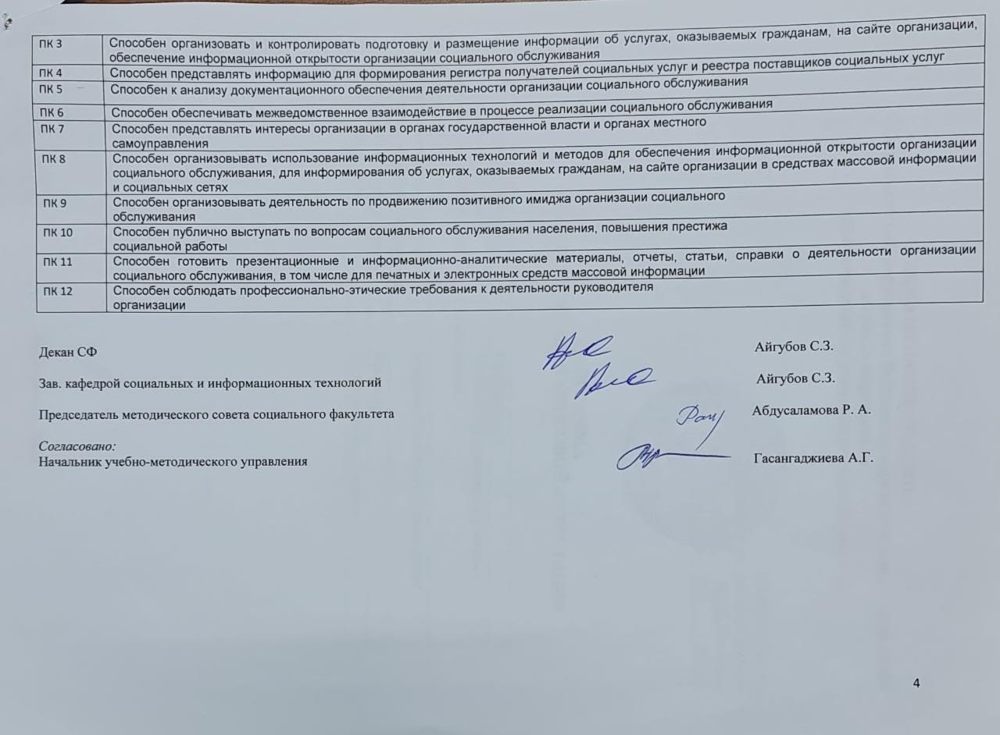 ПК 3 Способен организовать и контролировать подготовку и размещение информации об услугах, оказываемых гражданам, на сайте организации,
обеспечение информационной открытости организации социального обслуживания
ПК 4 Способен представлять информацию для формирования регистра получателей социальных услуг и реестра поставщиков социальных услуг
ПК 5 Способен к анализу документационного обеспечения деятельности организации социального обслуживания
ПК 6 Способен обеспечивать межведомственное взаимодействие в процессе реализации социального обслуживания
ПК 7 Способен представлять интересы организации в органах государственной власти и органах местного
самоуправления
ПК 8 Способен организовывать использование информационных технологий и методов для обеспечения информационной открытости организации
социального обслуживания, для информирования об услугах, оказываемых гражданам, на сайте организации в средствах массовой информации
и социальных сетях
ПК 9 Способен организовывать деятельность по продвижению позитивного имиджа организации социального
обслуживания
ПК 10 Способен публично выступать по вопросам социального обслуживания населения, повышения престижа
социальной работы
ПК 11 Способен готовить презентационные и информационно-аналитические материалы, отчеты, статьи, справки о деятельности организации
социального обслуживания, в том числе для печатных и электронных средств массовой информации
ПК 12 Способен соблюдать профессионально-этические требования к деятельности руководителя
организации
Декан СФ Айгубов С.З.
Зав. кафедрой социальных и информационных технологий Айгубов С.З.
Председатель методического совета социального факультета Абдусаламова Р. А.
Согласовано:
Начальник учебно-методического управления Гасангаджиева А.Г.
4